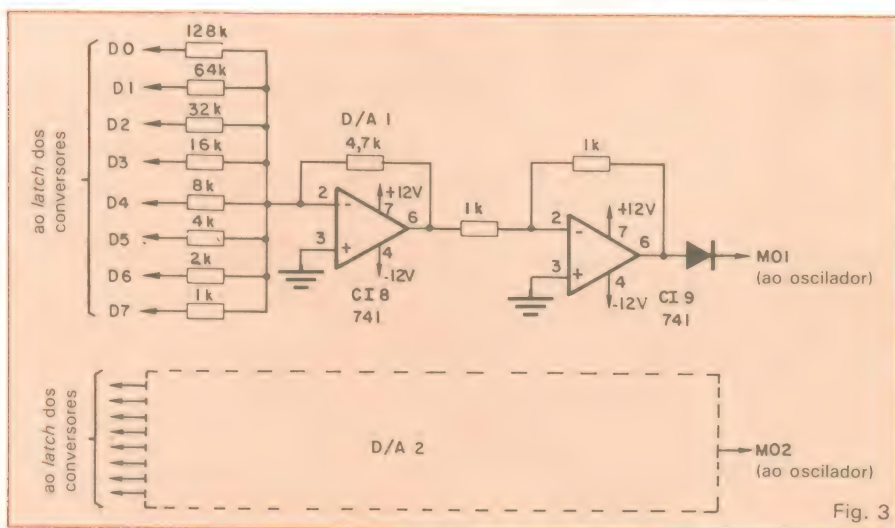 ao latch dos
conversores
D0
128k
D1
64k
D2
32k
D3
16k
D4
8k
D5
4k
D6
2k
D7
1k
D/A 1
4,7k
2
-
3
+
+12V
7
6
4
-12V
CI 8
741
1k
1k
2
-
3
+
+12V
7
6
4
-12V
CI 9
741
MO1
(ao oscilador)
ao latch dos
conversores
D/A 2
MO2
(ao oscilador)
Fig. 3